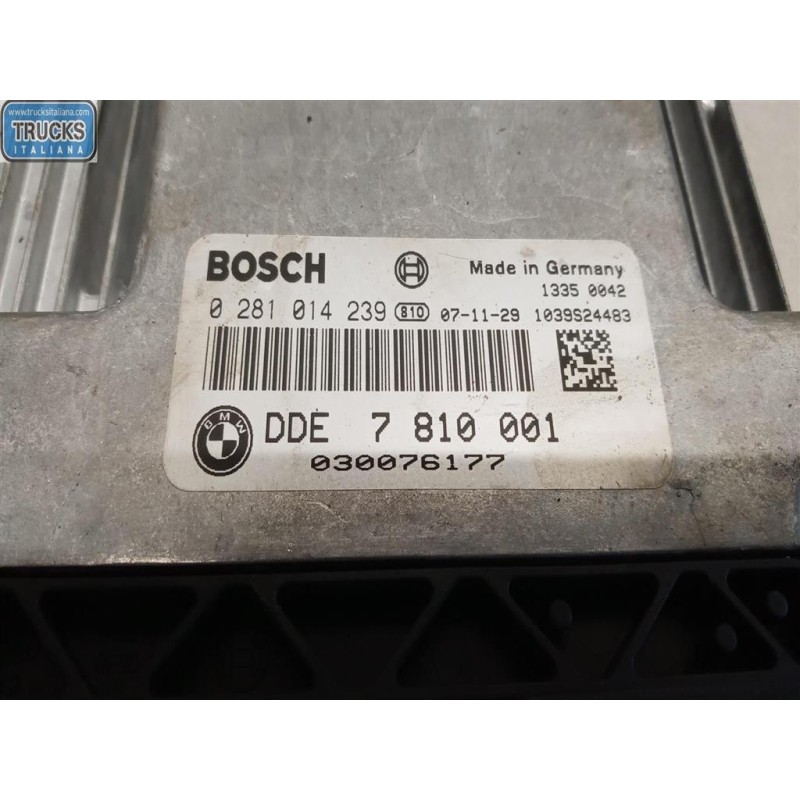 www.trucksitaliana.com
TRUCKS
ITALIANA
BOSCH
Made in Germany
1335 0042
0 281 014 239 810 07-11-29 1039S24483
BMW
DDE 7 810 001
030076177